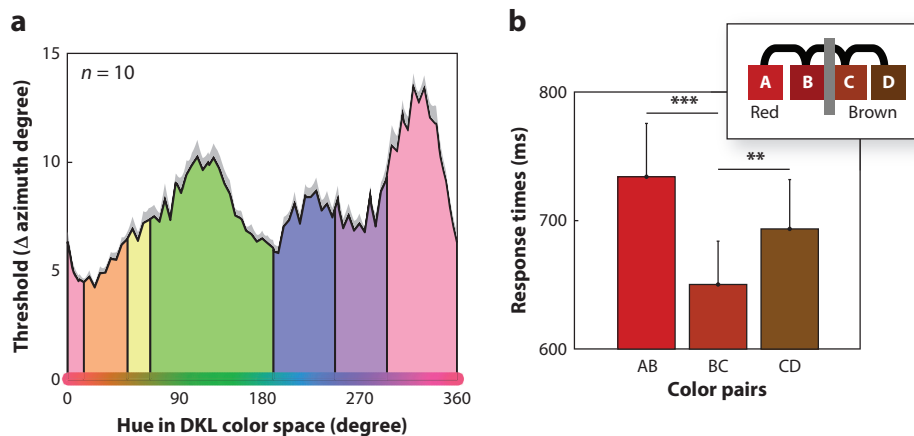 a
n = 10
Threshold (Δ azimuth degree)
15
10
5
0
0 90 180 270 360
Hue in DKL color space (degree)
b
A B C D
Red Brown
Response times (ms)
800
700
600
***
**
AB BC CD
Color pairs